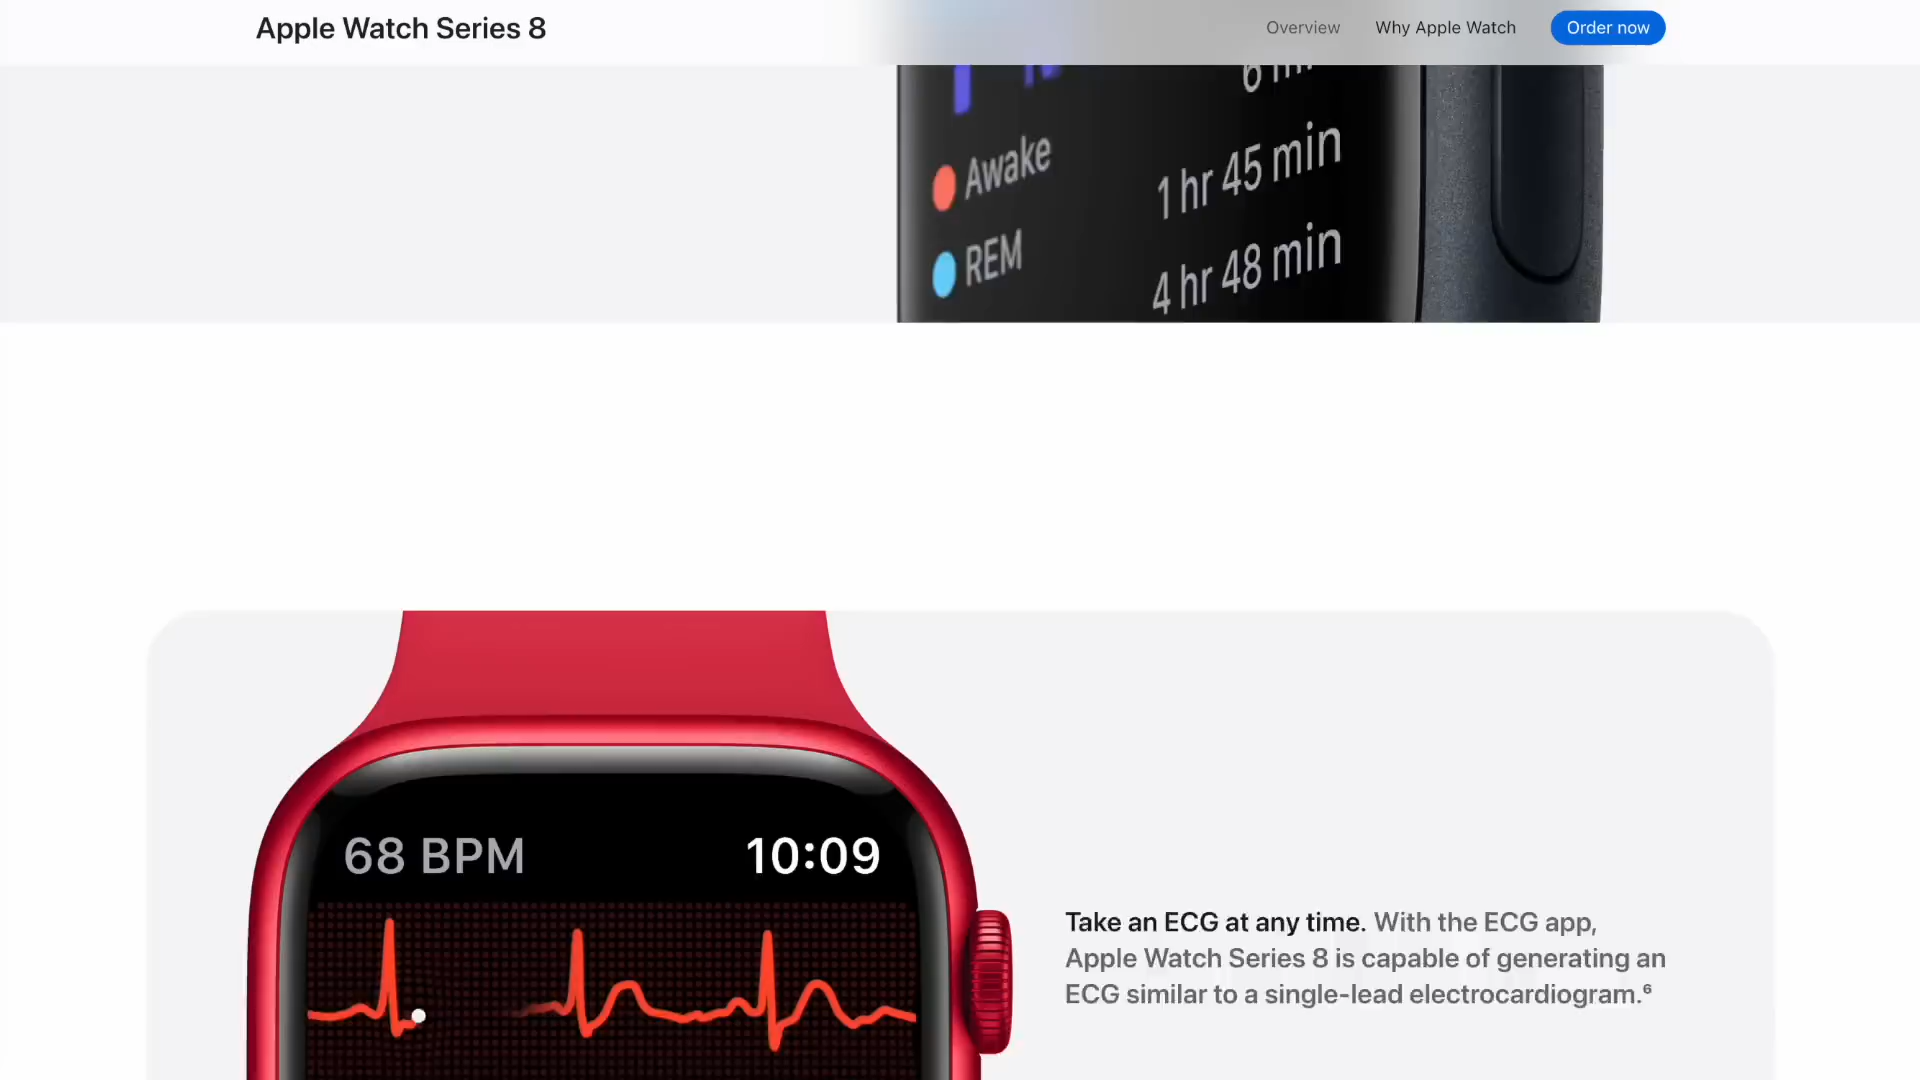 Apple Watch Series 8
Overview
Why Apple Watch
Order now
Awake
1 hr 45 min
REM
4 hr 48 min
68 BPM
10:09
Take an ECG at any time. With the ECG app,
Apple Watch Series 8 is capable of generating an
ECG similar to a single-lead electrocardiogram.⁶